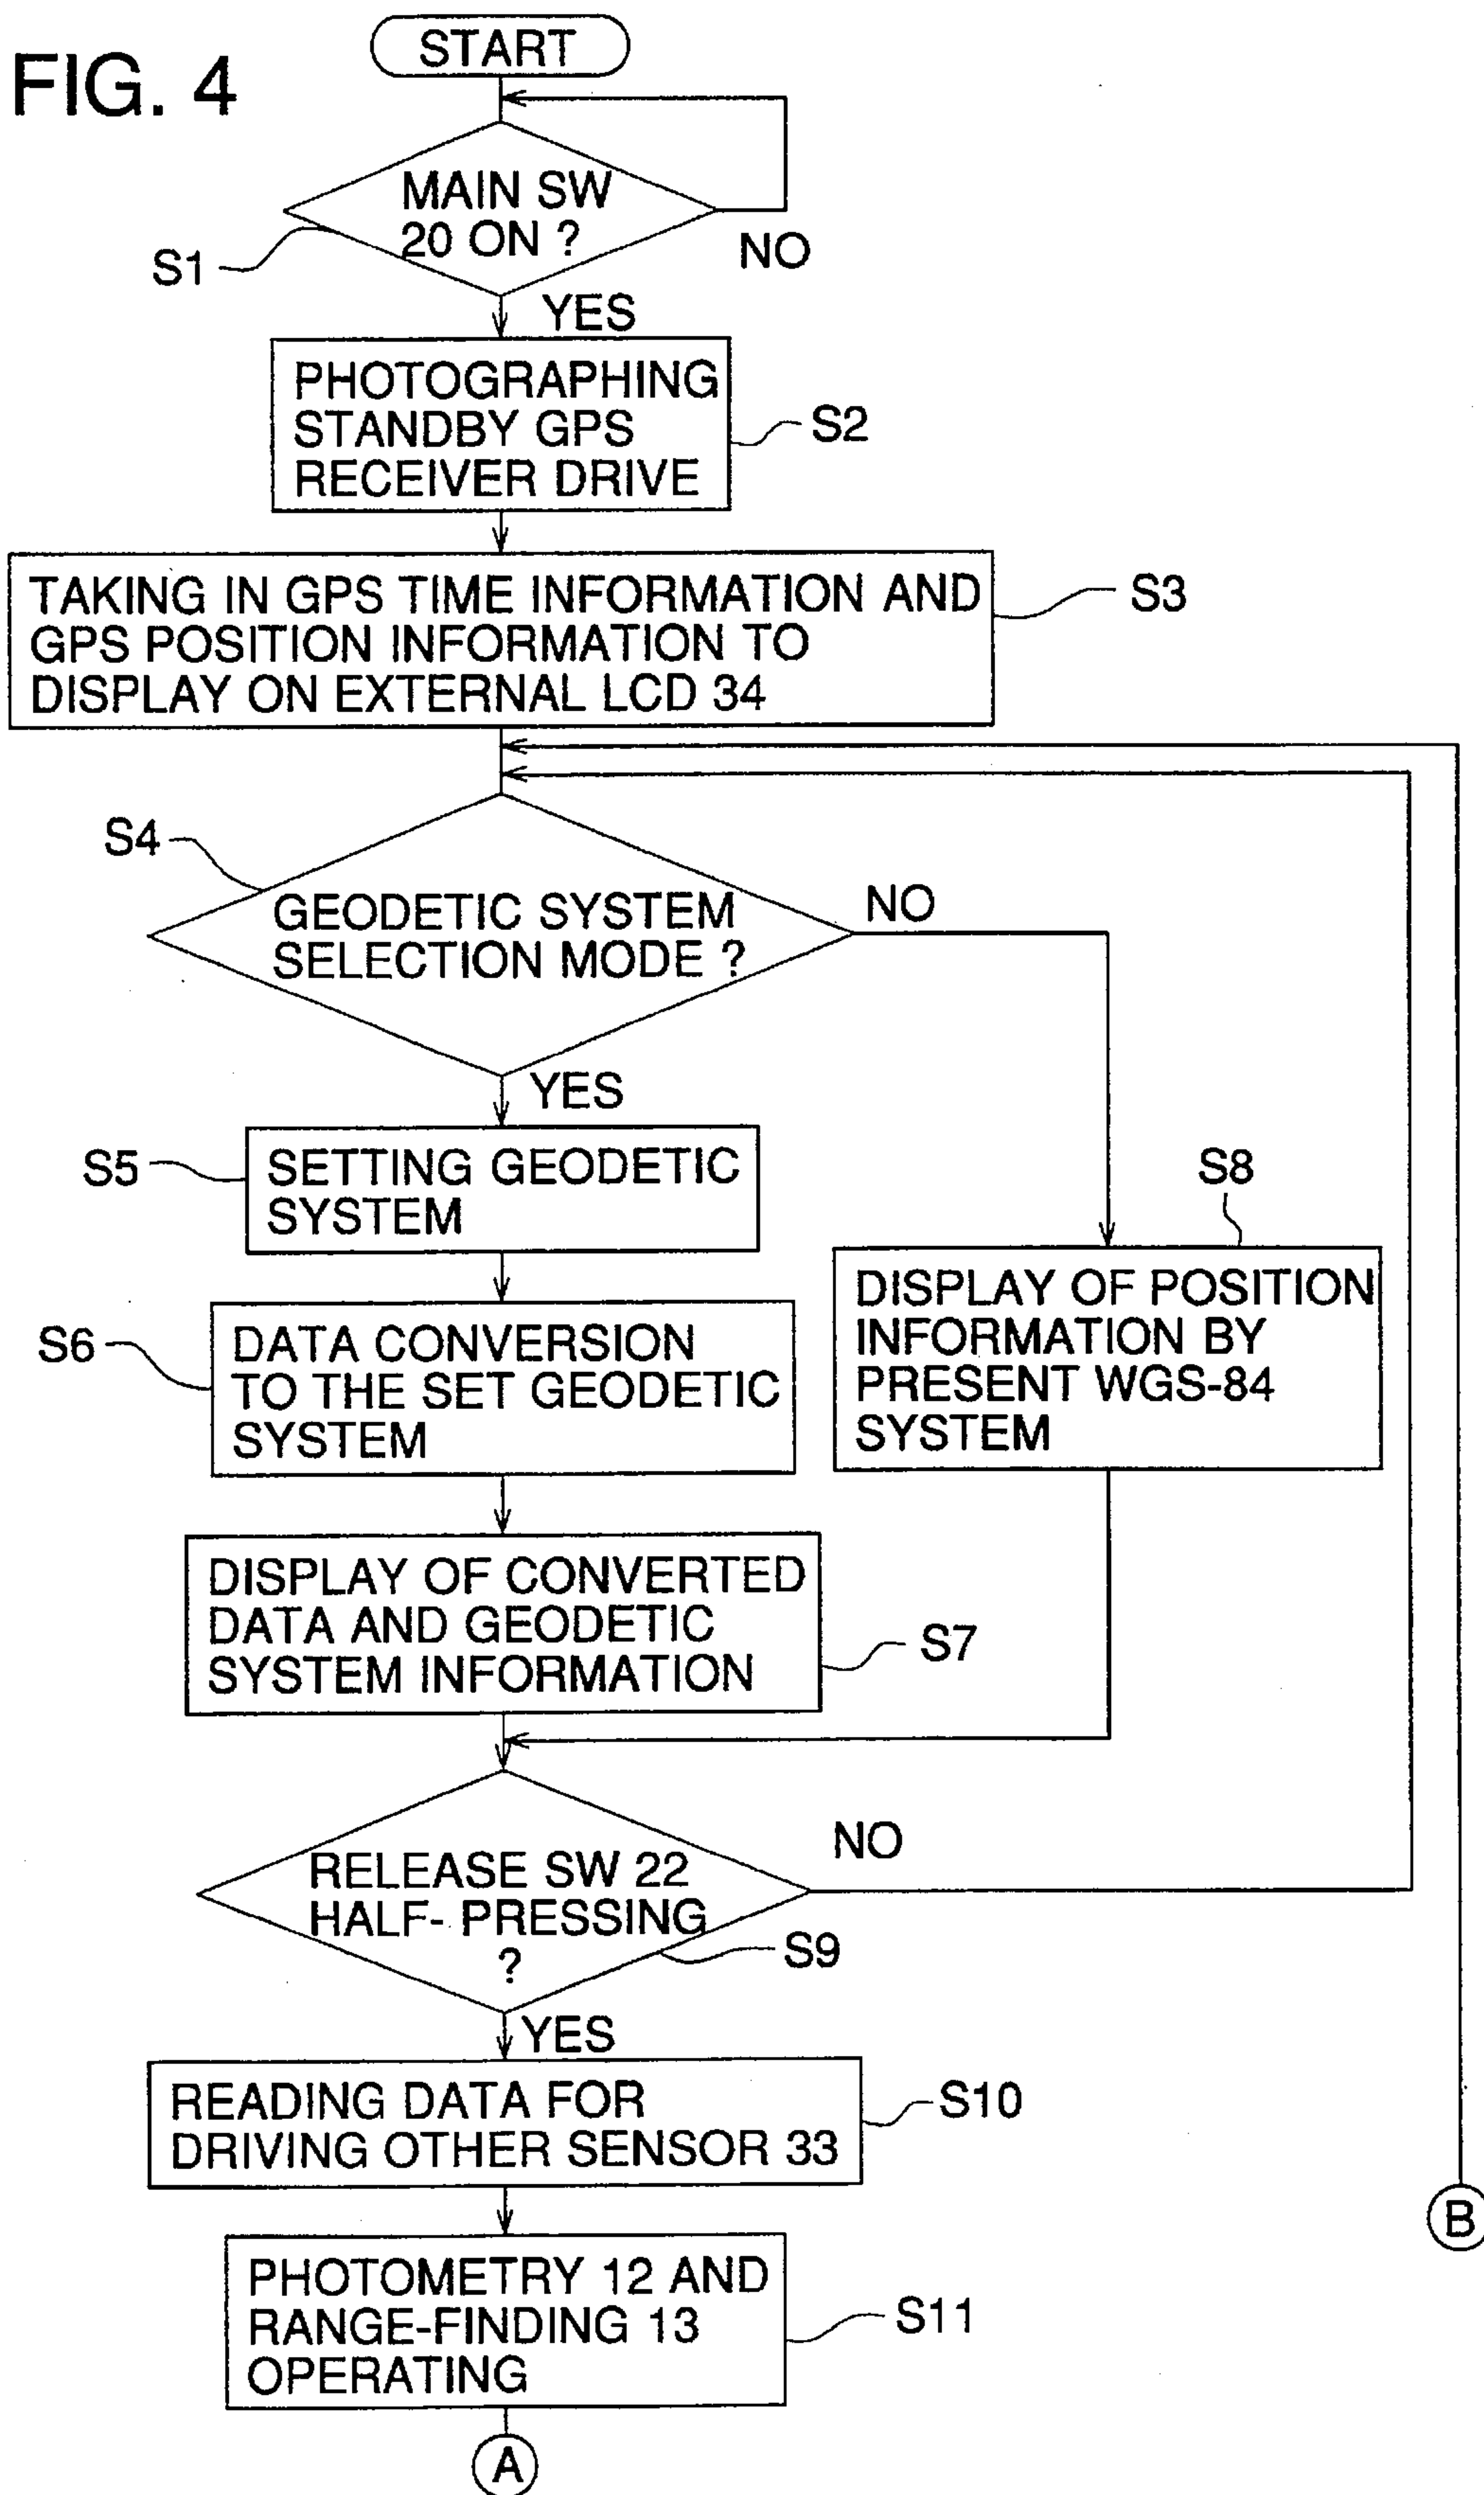 FIG. 4
START
MAIN SW
20 ON ?
S1
NO
YES
PHOTOGRAPHING
STANDBY GPS
RECEIVER DRIVE
S2
TAKING IN GPS TIME INFORMATION AND
GPS POSITION INFORMATION TO
DISPLAY ON EXTERNAL LCD 34
S3
S4
GEODETIC SYSTEM
SELECTION MODE ?
NO
YES
S5
SETTING GEODETIC
SYSTEM
S8
DISPLAY OF POSITION
INFORMATION BY
PRESENT WGS-84
SYSTEM
S6
DATA CONVERSION
TO THE SET GEODETIC
SYSTEM
DISPLAY OF CONVERTED
DATA AND GEODETIC
SYSTEM INFORMATION
S7
RELEASE SW 22
HALF- PRESSING
?
NO
S9
YES
READING DATA FOR
DRIVING OTHER SENSOR 33
S10
B
PHOTOMETRY 12 AND
RANGE-FINDING 13
OPERATING
S11
A